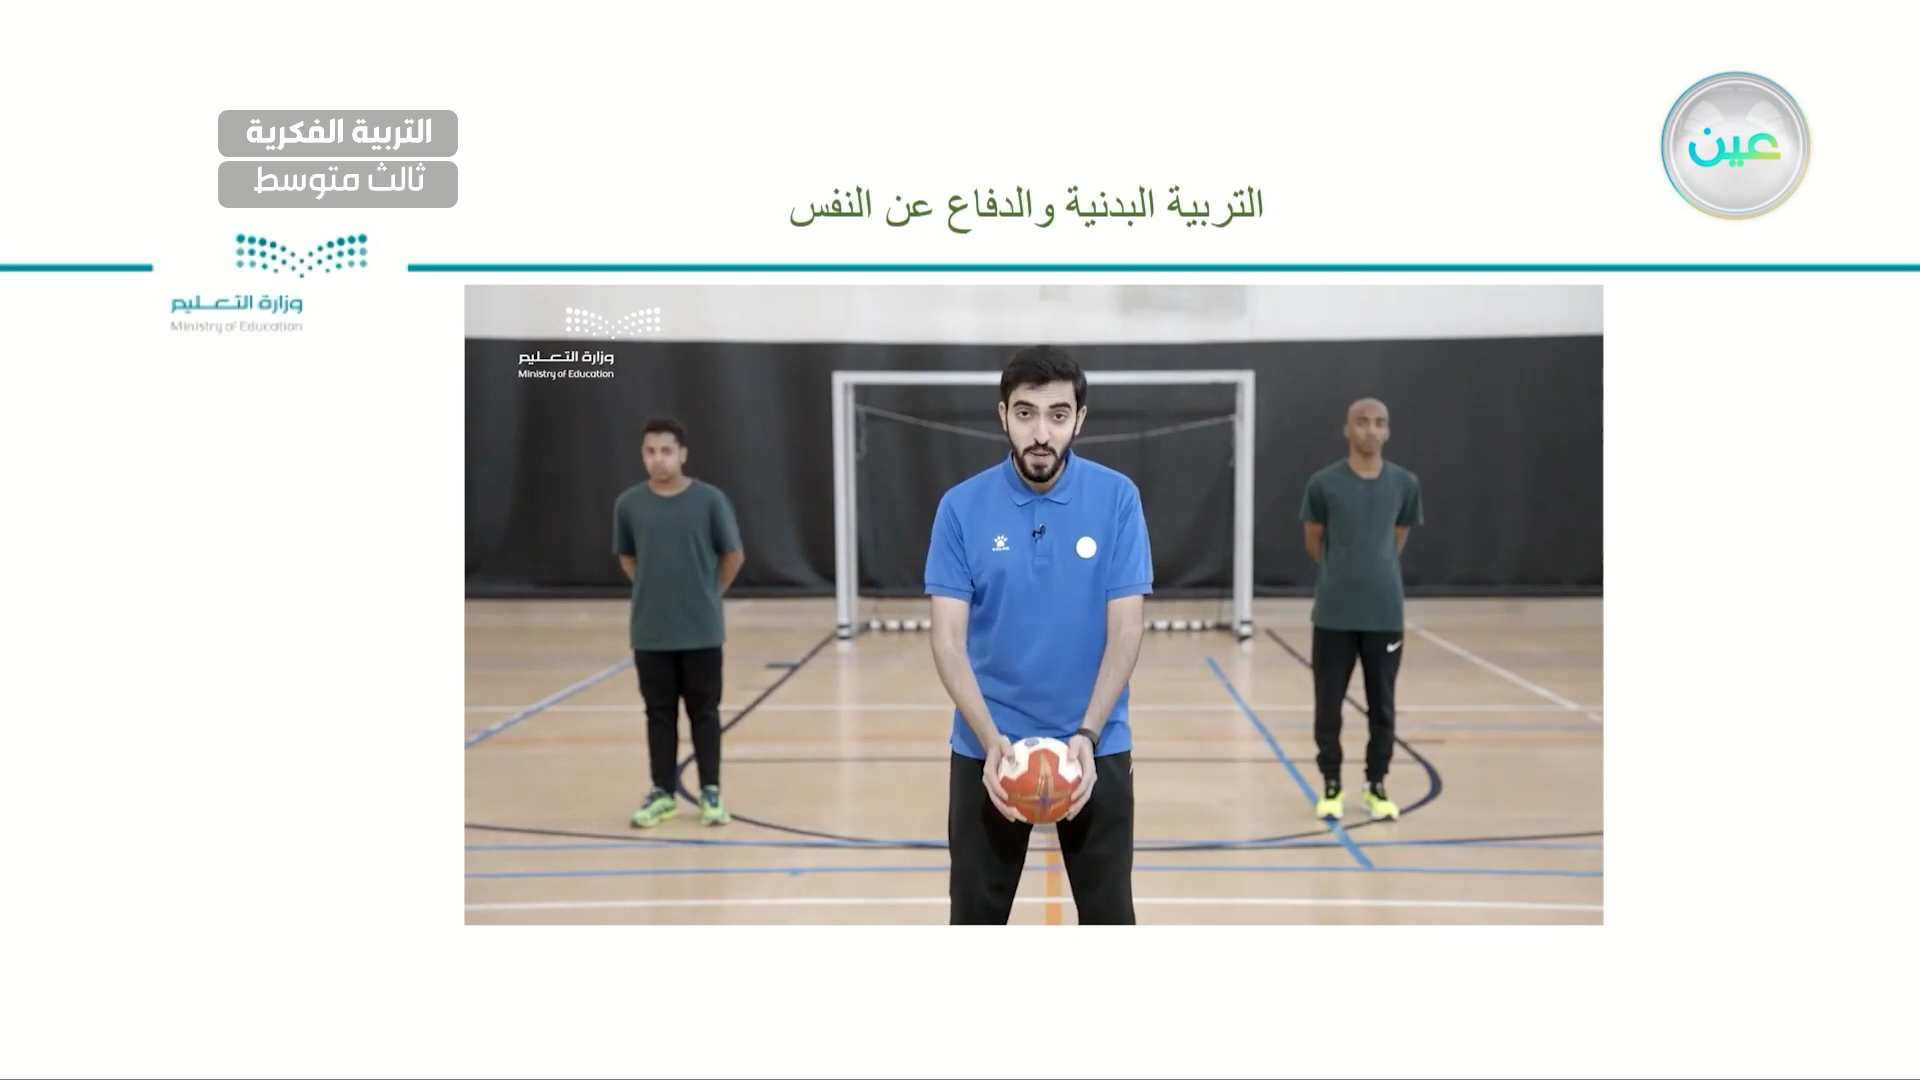 التربية الفكرية
ثالث متوسط
عين
التربية البدنية والدفاع عن النفس
وزارة التعليم
Ministry of Education
وزارة التعليم
Ministry of Education